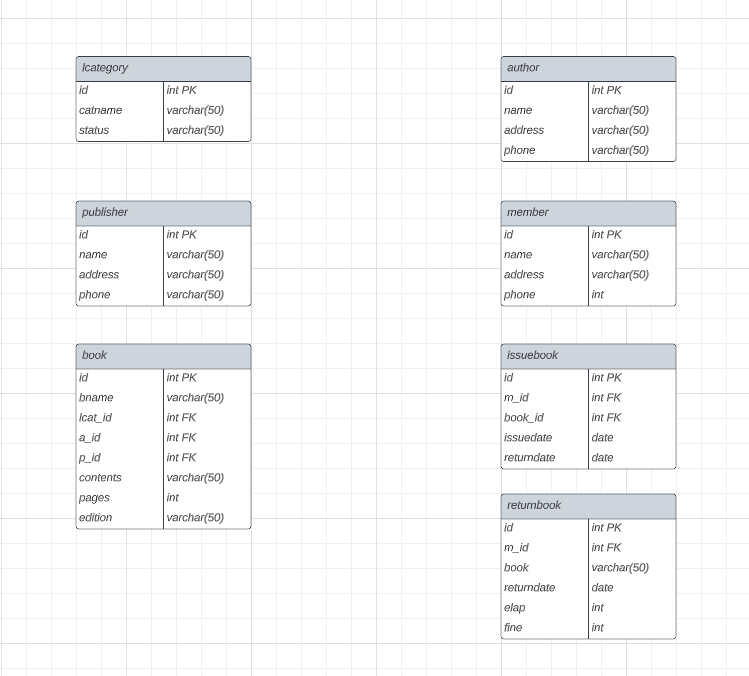 lcategory
id int PK
catname varchar(50)
status varchar(50)
author
id int PK
name varchar(50)
address varchar(50)
phone varchar(50)
publisher
id int PK
name varchar(50)
address varchar(50)
phone varchar(50)
member
id int PK
name varchar(50)
address varchar(50)
phone int
book
id int PK
bname varchar(50)
lcat_id int FK
a_id int FK
p_id int FK
contents varchar(50)
pages int
edition varchar(50)
issuebook
id int PK
m_id int FK
book_id int FK
issuedate date
returndate date
returnbook
id int PK
m_id int FK
book varchar(50)
returndate date
elap int
fine int